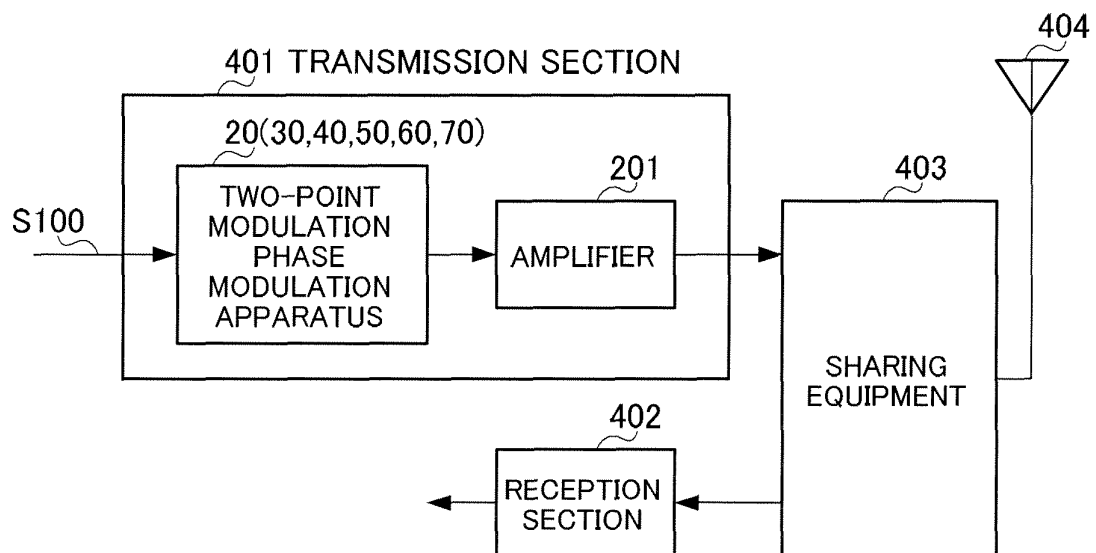 404
401 TRANSMISSION SECTION
20(30,40,50,60,70)
201
403
S100
TWO-POINT
MODULATION
PHASE
MODULATION
APPARATUS
AMPLIFIER
SHARING
EQUIPMENT
402
RECEPTION
SECTION